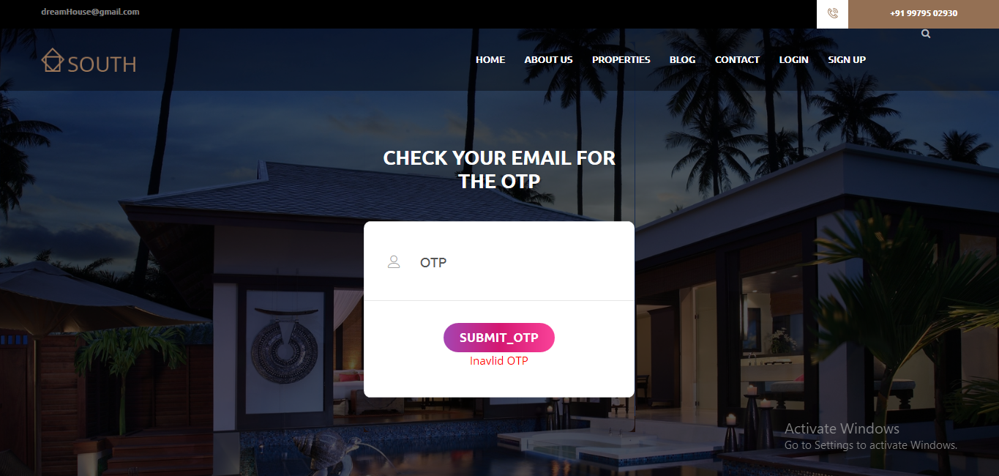 dreamHouse@gmail.com
+91 99795 02930
SOUTH
HOME ABOUT US PROPERTIES BLOG CONTACT LOGIN SIGN UP
CHECK YOUR EMAIL FOR
THE OTP
OTP
SUBMIT_OTP
Inavlid OTP
Activate Windows
Go to Settings to activate Windows.